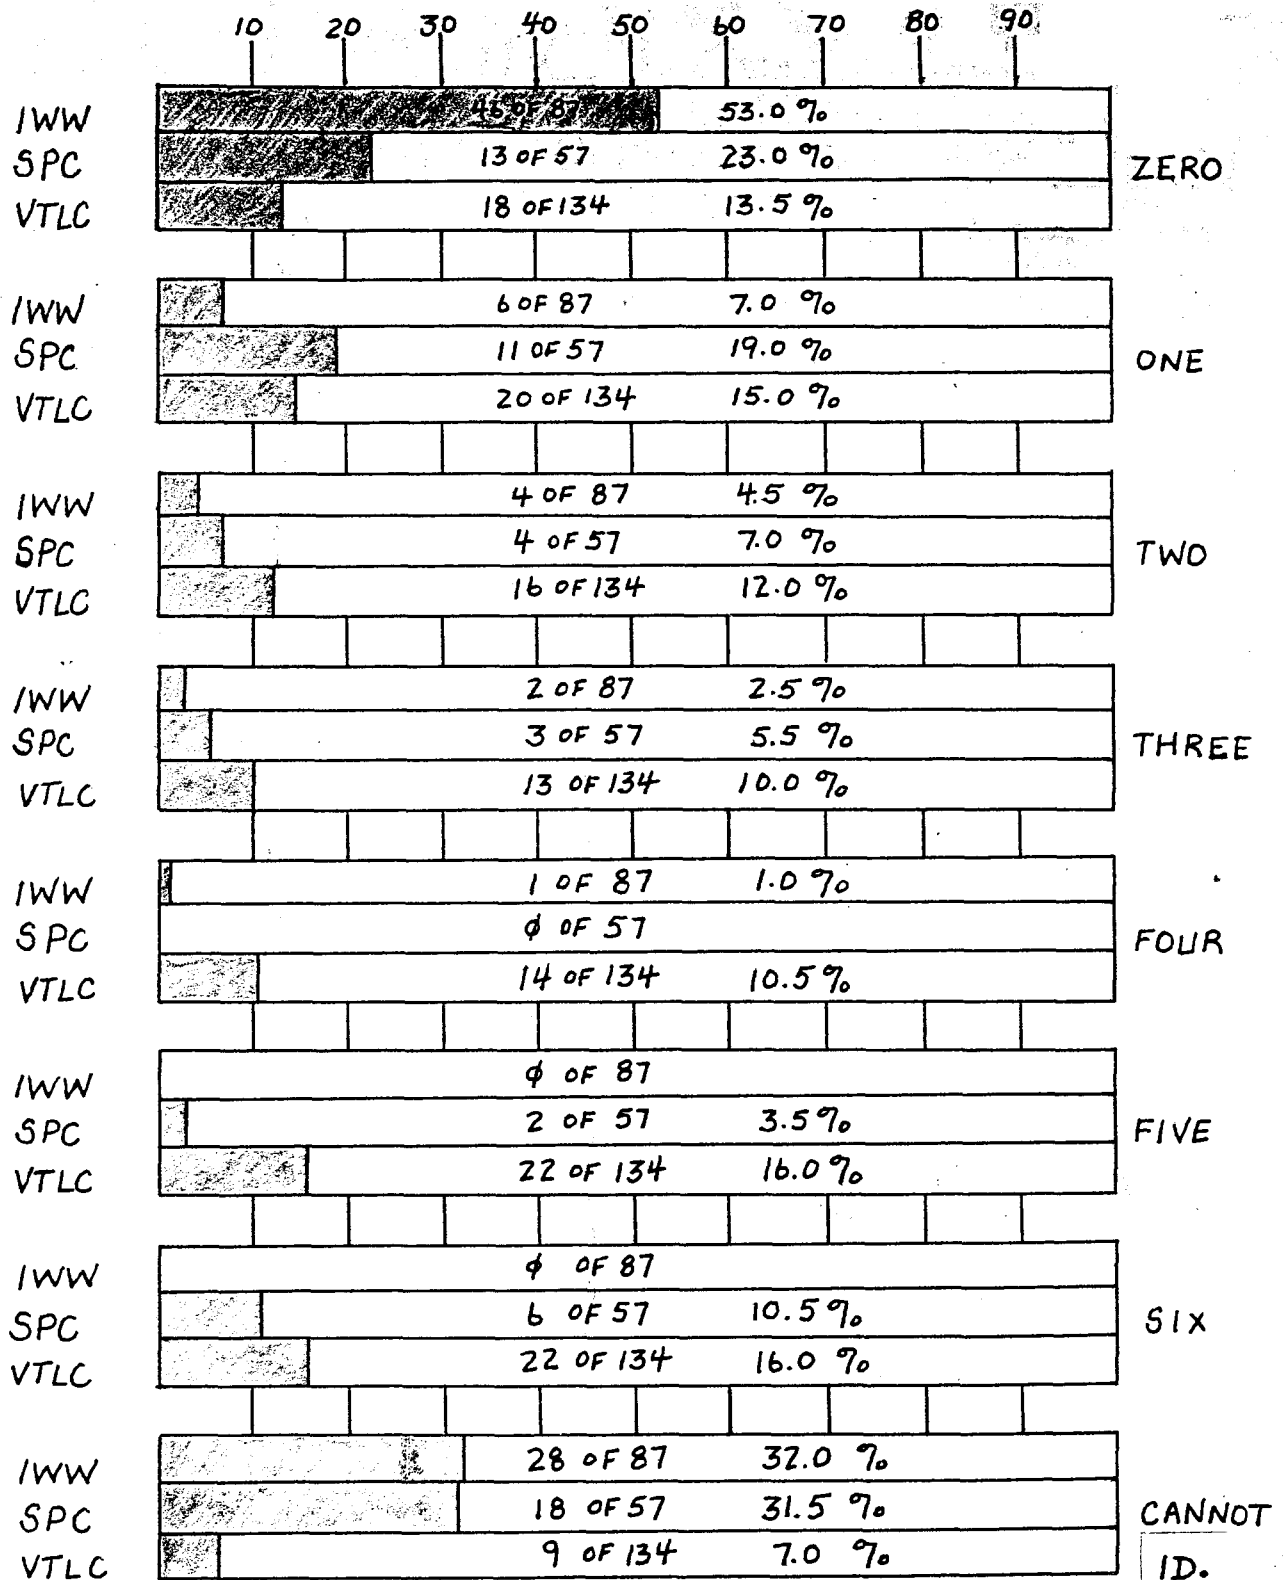 10 20 30 40 50 60 70 80 90
IWW OF 87 53.0 %
SPC 13 OF 57 23.0 %
ZERO
VTLC 18 OF 134 13.5 %
IWW 6 OF 87 7.0 %
SPC 11 OF 57 19.0 %
ONE
VTLC 20 OF 134 15.0 %
IWW 4 OF 87 4.5 %
SPC 4 OF 57 7.0 %
TWO
VTLC 16 OF 134 12.0 %
IWW 2 OF 87 2.5 %
SPC 3 OF 57 5.5 %
THREE
VTLC 13 OF 134 10.0 %
IWW 1 OF 87 1.0 %
SPC ϕ OF 57
FOUR
VTLC 14 OF 134 10.5 %
IWW ϕ OF 87
SPC 2 OF 57 3.5 %
FIVE
VTLC 22 OF 134 16.0 %
IWW ϕ OF 87
SPC 6 OF 57 10.5 %
SIX
VTLC 22 OF 134 16.0 %
IWW 28 OF 87 32.0 %
SPC 18 OF 57 31.5 %
CANNOT
VTLC 9 OF 134 7.0 %
ID.